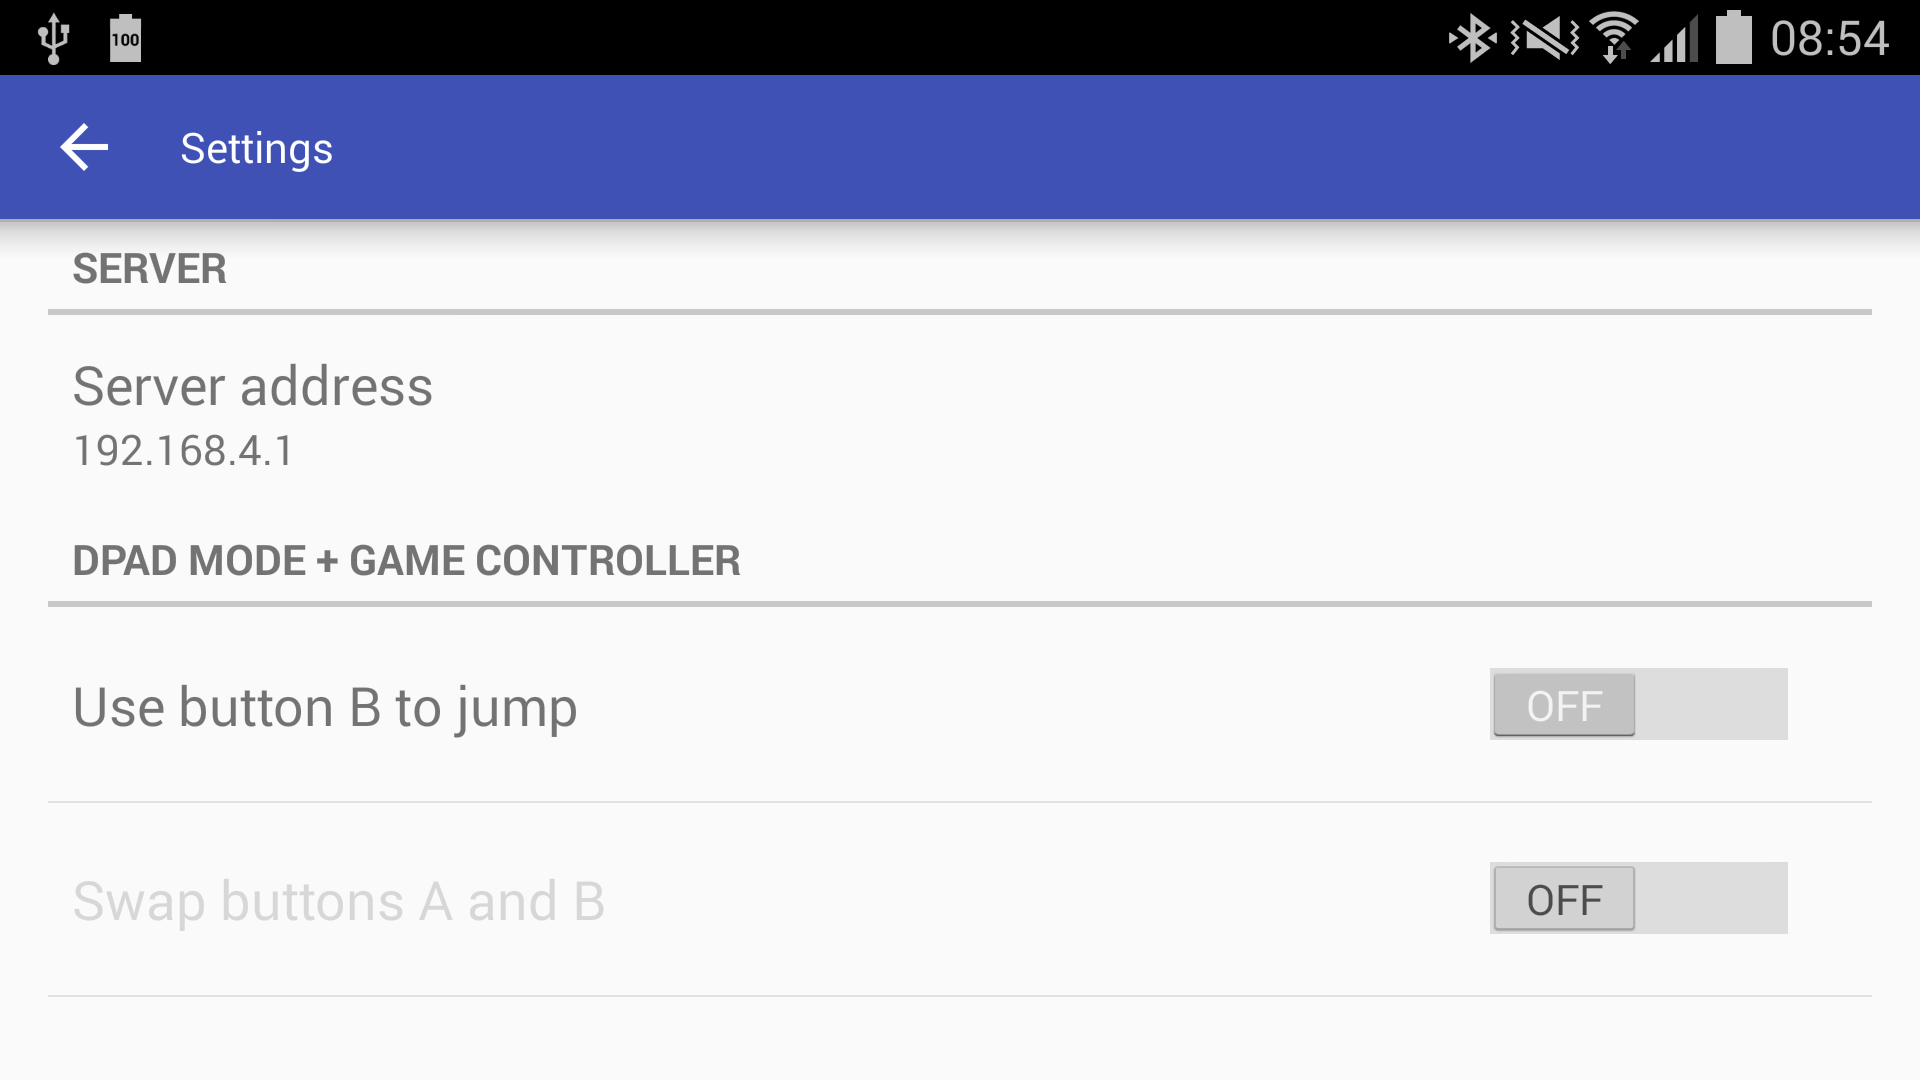 100
08:54
Settings
SERVER
Server address
192.168.4.1
DPAD MODE + GAME CONTROLLER
Use button B to jump
OFF
Swap buttons A and B
OFF